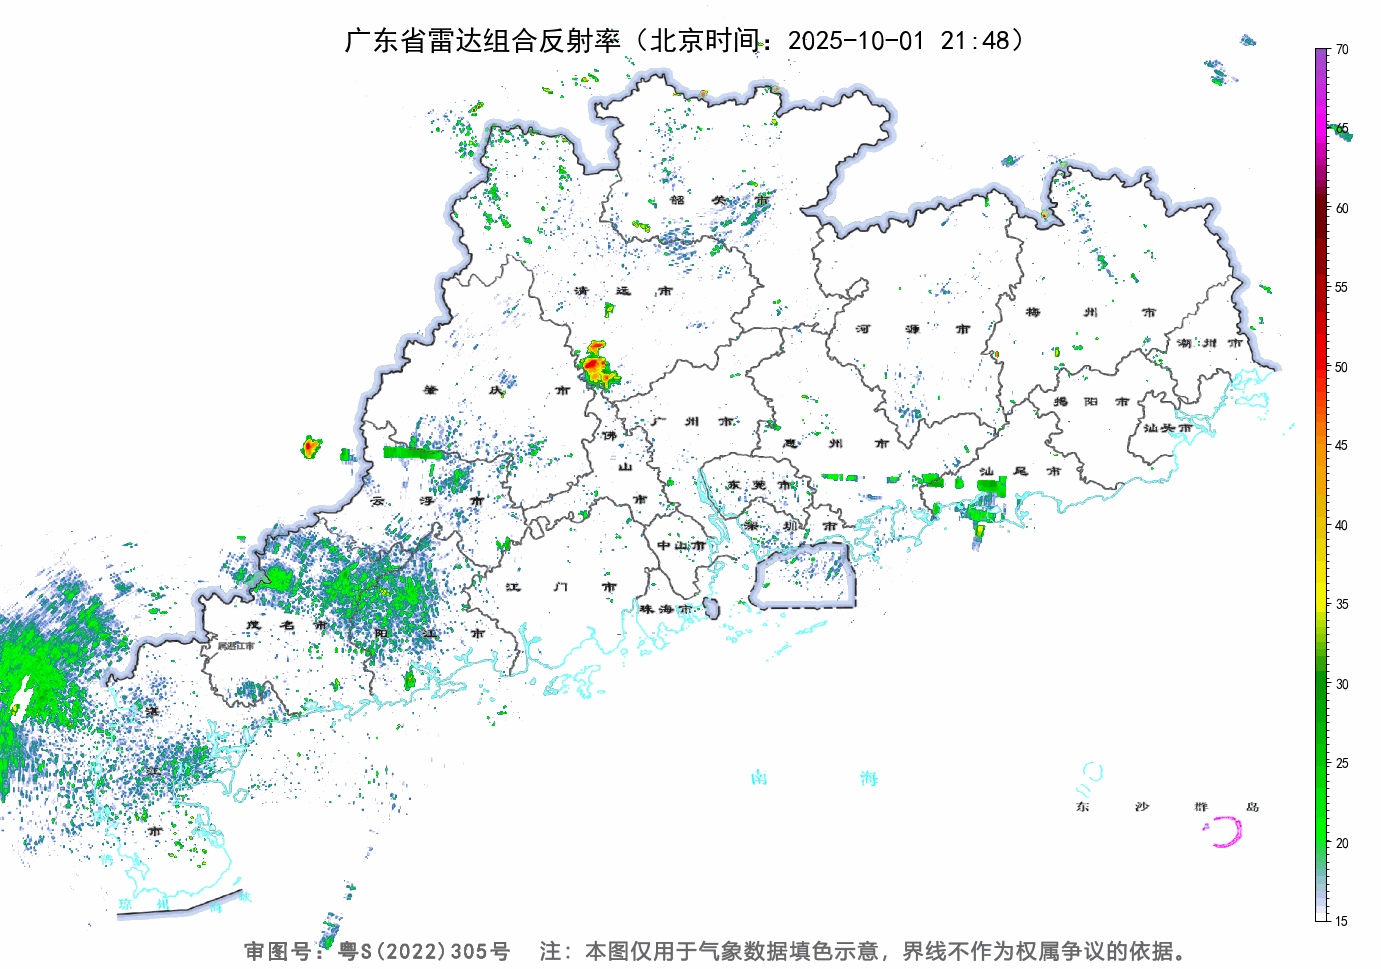 广东省雷达组合反射率（北京时间：2025-10-01 21:48）
70
65
60
55
50
45
40
35
30
25
20
15
韶关市
清远市
梅州市
河源市
潮州市
肇庆市
揭阳市
广州市
汕头市
佛山市
惠州市
汕尾市
东莞市
云浮市
深圳市
中山市
江门市
珠海市
茂名市
阳江市
属湛江市
湛江市
南海
东沙群岛
琼州海峡
审图号：粤S(2022)305号 注：本图仅用于气象数据填色示意，界线不作为权属争议的依据。